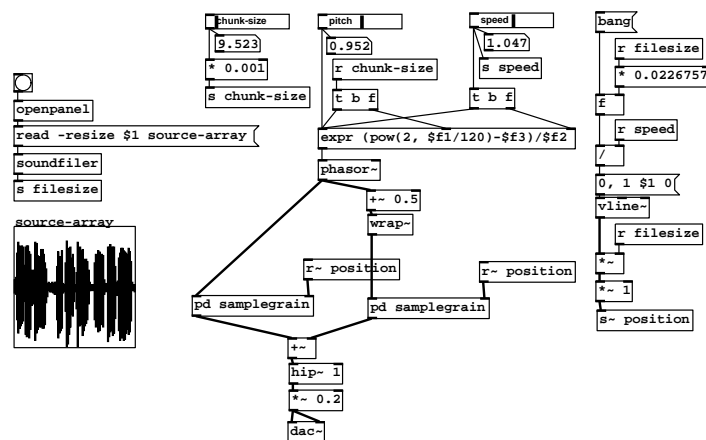 chunk-size
9.523
* 0.001
s chunk-size
openpanel
read -resize $1 source-array
soundfiler
s filesize
source-array
pitch
0.952
r chunk-size
t b f
speed
1.047
s speed
t b f
expr (pow(2, $f1/120)-$f3)/$f2
phasor~
+~ 0.5
wrap~
r~ position
pd samplegrain
r~ position
pd samplegrain
+~
hip~ 1
*~ 0.2
dac~
bang
r filesize
* 0.0226757
f
r speed
/
0, 1 $1 0
vline~
r filesize
*~
*~ 1
s~ position